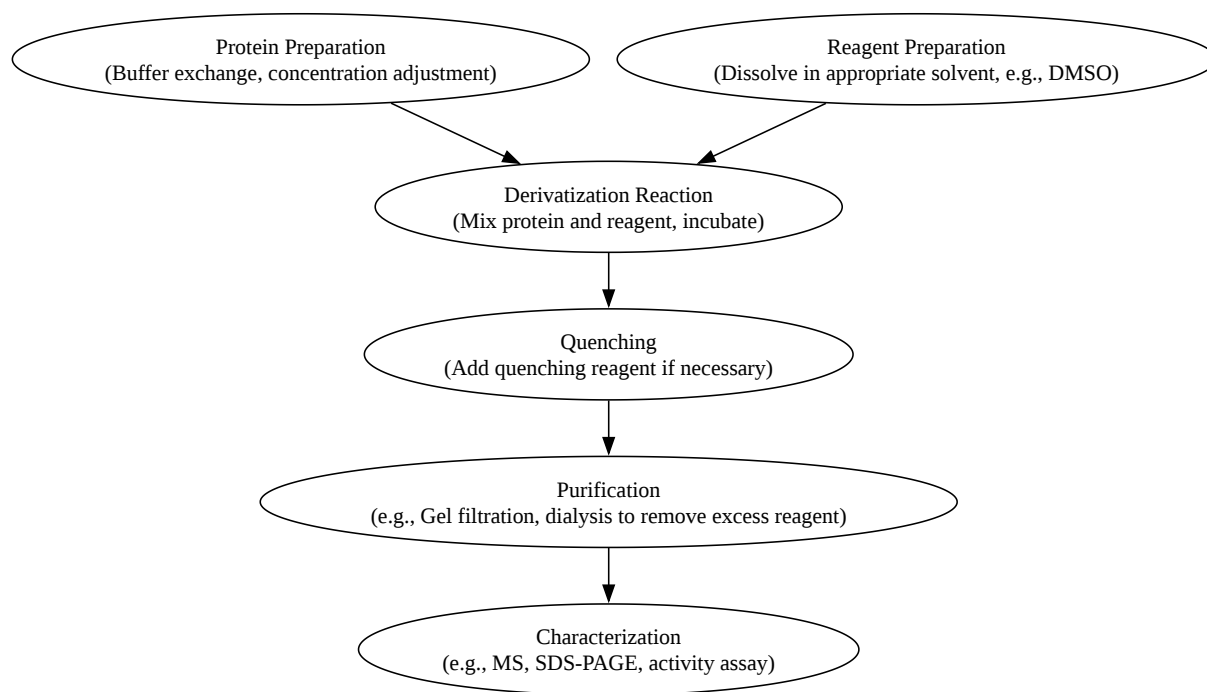 Protein Preparation
(Buffer exchange, concentration adjustment)
Reagent Preparation
(Dissolve in appropriate solvent, e.g., DMSO)
Derivatization Reaction
(Mix protein and reagent, incubate)
Quenching
(Add quenching reagent if necessary)
Purification
(e.g., Gel filtration, dialysis to remove excess reagent)
Characterization
(e.g., MS, SDS-PAGE, activity assay)